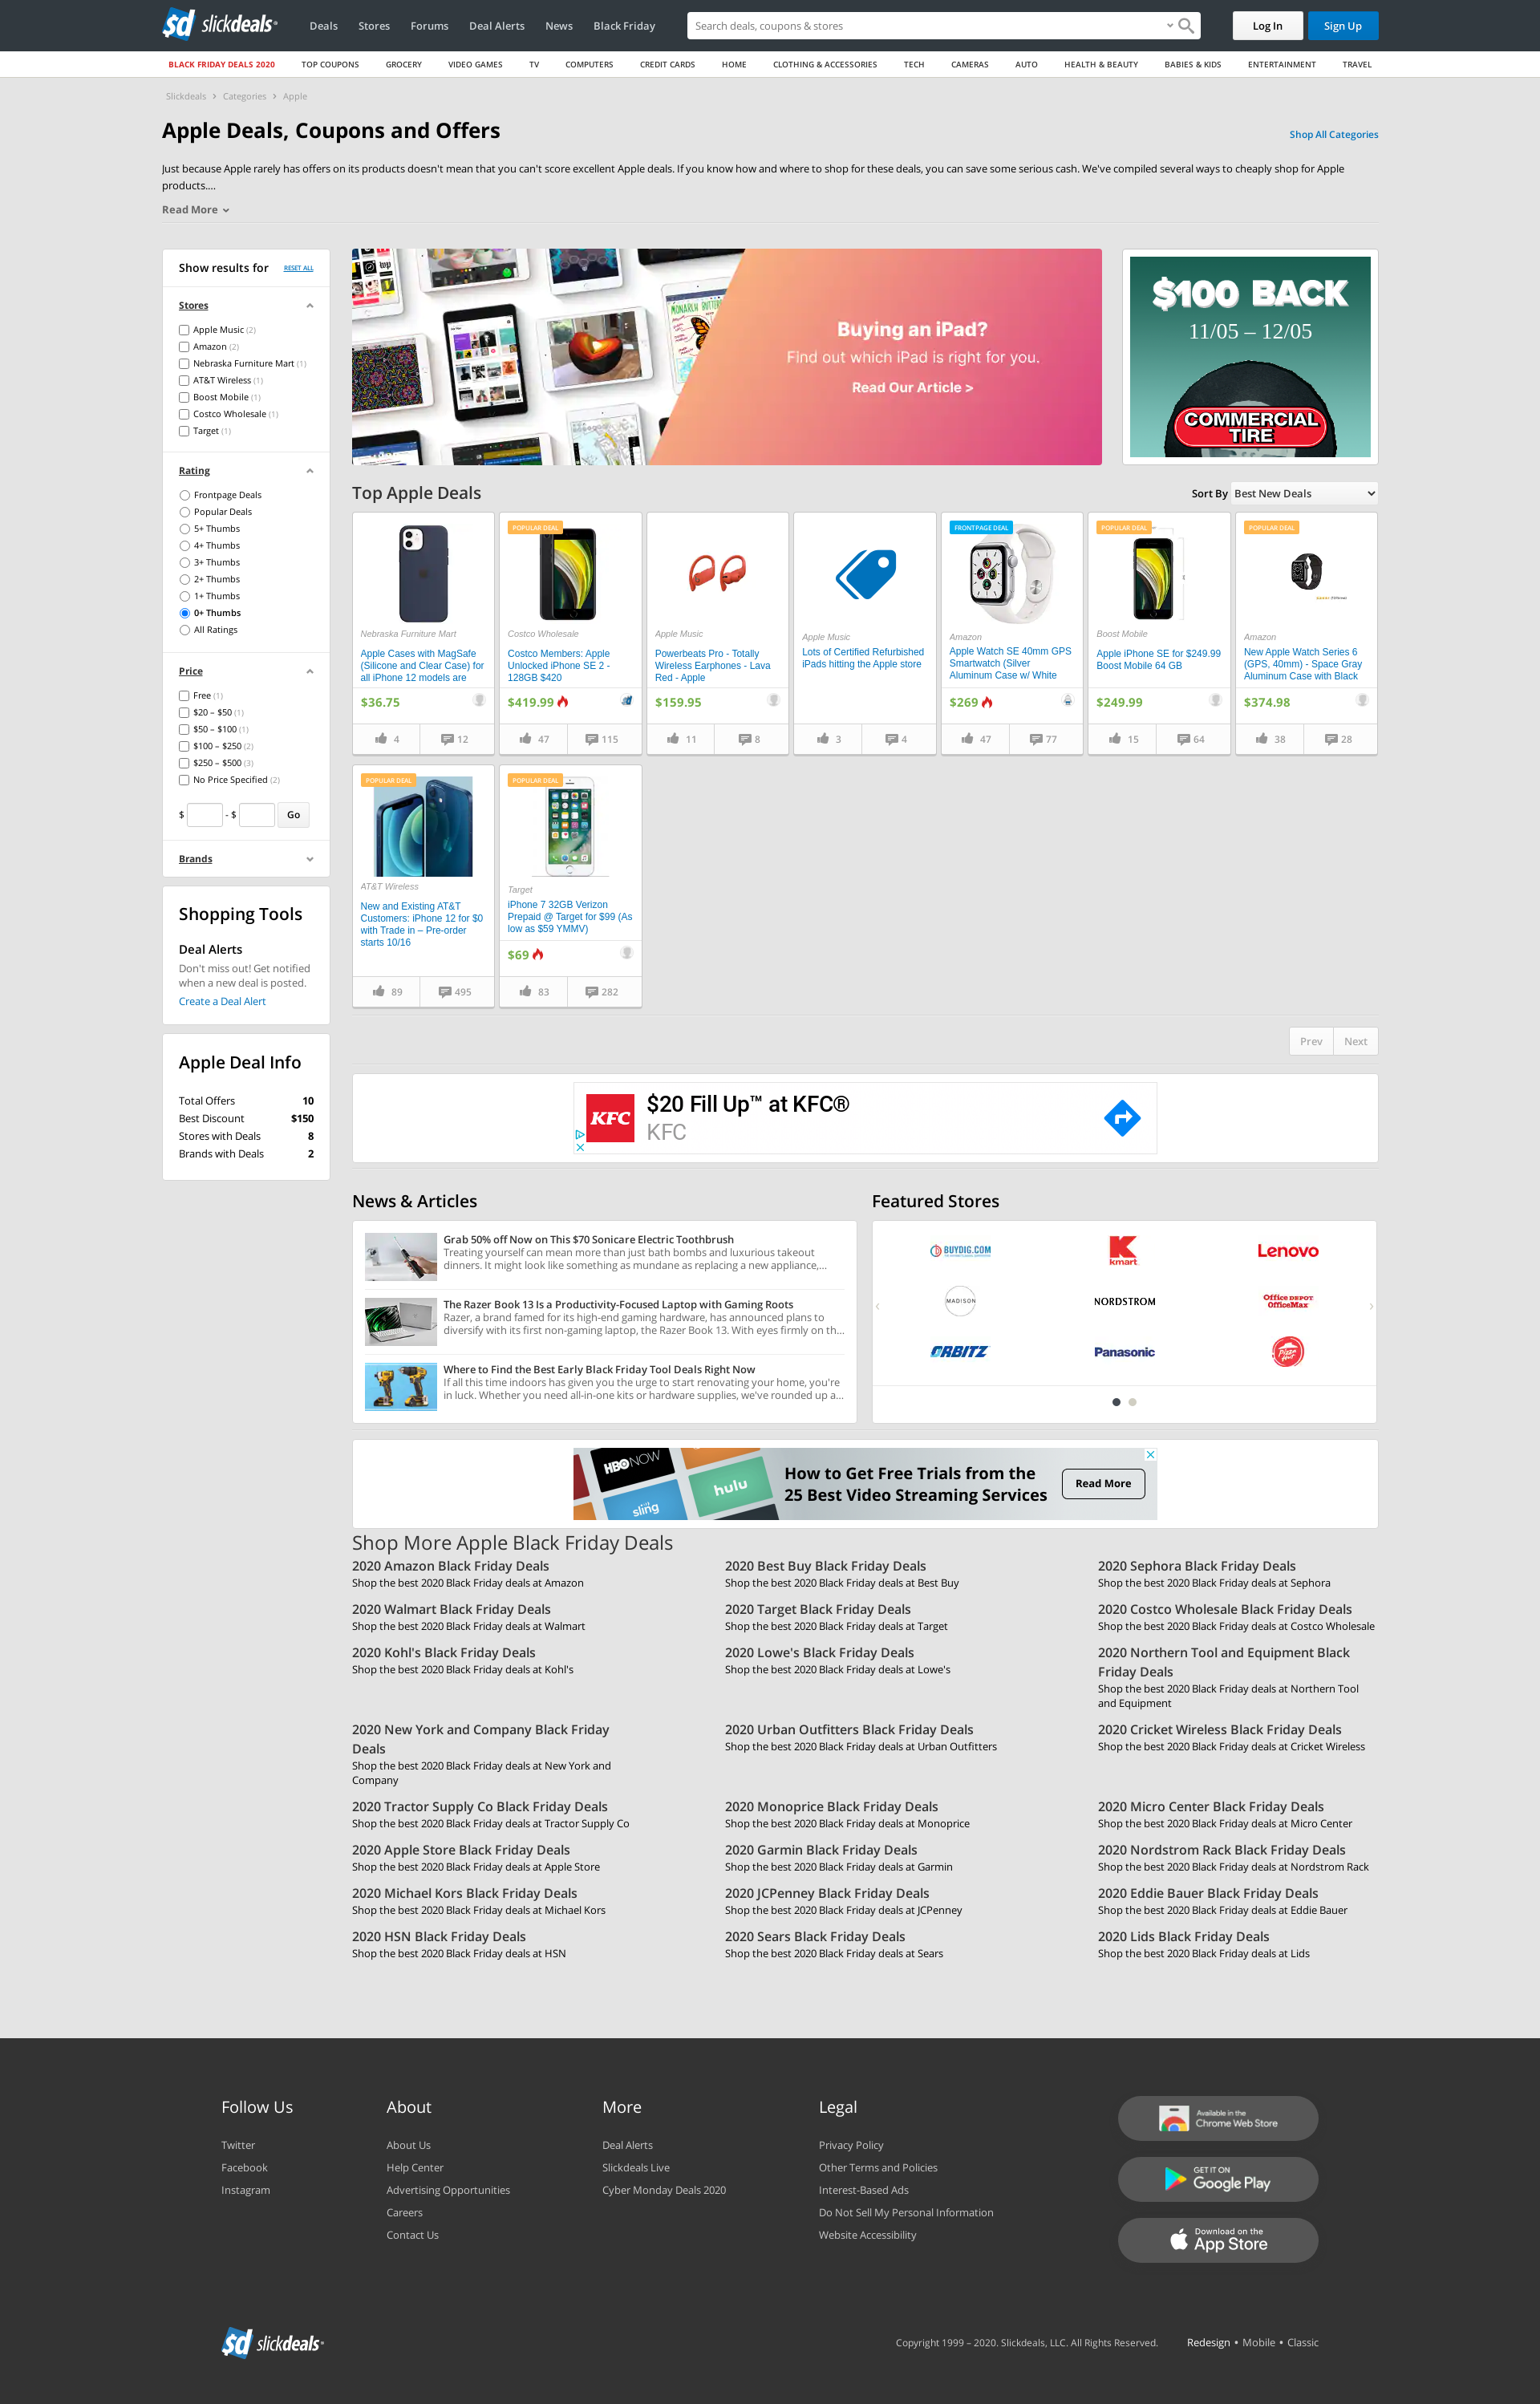 sd slickdeals
Deals Stores Forums Deal Alerts News Black Friday
Search deals, coupons & stores
Log In Sign Up
BLACK FRIDAY DEALS 2020 TOP COUPONS GROCERY VIDEO GAMES TV COMPUTERS CREDIT CARDS HOME CLOTHING & ACCESSORIES TECH CAMERAS AUTO HEALTH & BEAUTY BABIES & KIDS ENTERTAINMENT TRAVEL
Slickdeals > Categories > Apple
Apple Deals, Coupons and Offers
Shop All Categories
Just because Apple rarely has offers on its products doesn't mean that you can't score excellent Apple deals. If you know how and where to shop for these deals, you can save some serious cash. We've compiled several ways to cheaply shop for Apple
products....
Read More
Show results for RESET ALL
Stores
Apple Music (2)
Amazon (2)
Nebraska Furniture Mart (1)
AT&T Wireless (1)
Boost Mobile (1)
Costco Wholesale (1)
Target (1)
Rating
Frontpage Deals
Popular Deals
5+ Thumbs
4+ Thumbs
3+ Thumbs
2+ Thumbs
1+ Thumbs
0+ Thumbs
All Ratings
Price
Free (1)
$20 – $50 (1)
$50 – $100 (1)
$100 – $250 (2)
$250 – $500 (3)
No Price Specified (2)
$ - $ Go
Brands
Shopping Tools
Deal Alerts
Don't miss out! Get notified
when a new deal is posted.
Create a Deal Alert
Apple Deal Info
Total Offers 10
Best Discount $150
Stores with Deals 8
Brands with Deals 2
Buying an iPad?
Find out which iPad is right for you.
Read Our Article >
$100 BACK
11/05 – 12/05
COMMERCIAL
TIRE
Top Apple Deals
Sort By Best New Deals
Nebraska Furniture Mart
Apple Cases with MagSafe
(Silicone and Clear Case) for
all iPhone 12 models are
$36.75
4 12
POPULAR DEAL
Costco Wholesale
Costco Members: Apple
Unlocked iPhone SE 2 -
128GB $420
$419.99
47 115
Apple Music
Powerbeats Pro - Totally
Wireless Earphones - Lava
Red - Apple
$159.95
11 8
Apple Music
Lots of Certified Refurbished
iPads hitting the Apple store
3 4
FRONTPAGE DEAL
Amazon
Apple Watch SE 40mm GPS
Smartwatch (Silver
Aluminum Case w/ White
$269
47 77
POPULAR DEAL
Boost Mobile
Apple iPhone SE for $249.99
Boost Mobile 64 GB
$249.99
15 64
POPULAR DEAL
Amazon
New Apple Watch Series 6
(GPS, 40mm) - Space Gray
Aluminum Case with Black
$374.98
38 28
POPULAR DEAL
AT&T Wireless
New and Existing AT&T
Customers: iPhone 12 for $0
with Trade in – Pre-order
starts 10/16
89 495
POPULAR DEAL
Target
iPhone 7 32GB Verizon
Prepaid @ Target for $99 (As
low as $59 YMMV)
$69
83 282
Prev Next
KFC
$20 Fill Up™ at KFC®
KFC
News & Articles
Grab 50% off Now on This $70 Sonicare Electric Toothbrush
Treating yourself can mean more than just bath bombs and luxurious takeout
dinners. It might look like something as mundane as replacing a new appliance,...
The Razer Book 13 Is a Productivity-Focused Laptop with Gaming Roots
Razer, a brand famed for its high-end gaming hardware, has announced plans to
diversify with its first non-gaming laptop, the Razer Book 13. With eyes firmly on th...
Where to Find the Best Early Black Friday Tool Deals Right Now
If all this time indoors has given you the urge to start renovating your home, you're
in luck. Whether you need all-in-one kits or hardware supplies, we've rounded up a...
Featured Stores
BUYDIG.COM
K kmart
Lenovo
MADISON
NORDSTROM
Office DEPOT OfficeMax
ORBITZ
Panasonic
Pizza Hut
HBO NOW
sling
hulu
How to Get Free Trials from the
25 Best Video Streaming Services
Read More
Shop More Apple Black Friday Deals
2020 Amazon Black Friday Deals
Shop the best 2020 Black Friday deals at Amazon
2020 Best Buy Black Friday Deals
Shop the best 2020 Black Friday deals at Best Buy
2020 Sephora Black Friday Deals
Shop the best 2020 Black Friday deals at Sephora
2020 Walmart Black Friday Deals
Shop the best 2020 Black Friday deals at Walmart
2020 Target Black Friday Deals
Shop the best 2020 Black Friday deals at Target
2020 Costco Wholesale Black Friday Deals
Shop the best 2020 Black Friday deals at Costco Wholesale
2020 Kohl's Black Friday Deals
Shop the best 2020 Black Friday deals at Kohl's
2020 Lowe's Black Friday Deals
Shop the best 2020 Black Friday deals at Lowe's
2020 Northern Tool and Equipment Black
Friday Deals
Shop the best 2020 Black Friday deals at Northern Tool
and Equipment
2020 New York and Company Black Friday
Deals
Shop the best 2020 Black Friday deals at New York and
Company
2020 Urban Outfitters Black Friday Deals
Shop the best 2020 Black Friday deals at Urban Outfitters
2020 Cricket Wireless Black Friday Deals
Shop the best 2020 Black Friday deals at Cricket Wireless
2020 Tractor Supply Co Black Friday Deals
Shop the best 2020 Black Friday deals at Tractor Supply Co
2020 Monoprice Black Friday Deals
Shop the best 2020 Black Friday deals at Monoprice
2020 Micro Center Black Friday Deals
Shop the best 2020 Black Friday deals at Micro Center
2020 Apple Store Black Friday Deals
Shop the best 2020 Black Friday deals at Apple Store
2020 Garmin Black Friday Deals
Shop the best 2020 Black Friday deals at Garmin
2020 Nordstrom Rack Black Friday Deals
Shop the best 2020 Black Friday deals at Nordstrom Rack
2020 Michael Kors Black Friday Deals
Shop the best 2020 Black Friday deals at Michael Kors
2020 JCPenney Black Friday Deals
Shop the best 2020 Black Friday deals at JCPenney
2020 Eddie Bauer Black Friday Deals
Shop the best 2020 Black Friday deals at Eddie Bauer
2020 HSN Black Friday Deals
Shop the best 2020 Black Friday deals at HSN
2020 Sears Black Friday Deals
Shop the best 2020 Black Friday deals at Sears
2020 Lids Black Friday Deals
Shop the best 2020 Black Friday deals at Lids
Follow Us
Twitter
Facebook
Instagram
About
About Us
Help Center
Advertising Opportunities
Careers
Contact Us
More
Deal Alerts
Slickdeals Live
Cyber Monday Deals 2020
Legal
Privacy Policy
Other Terms and Policies
Interest-Based Ads
Do Not Sell My Personal Information
Website Accessibility
Available in the
Chrome Web Store
GET IT ON
Google Play
Download on the
App Store
sd slickdeals
Copyright 1999 – 2020. Slickdeals, LLC. All Rights Reserved.
Redesign • Mobile • Classic